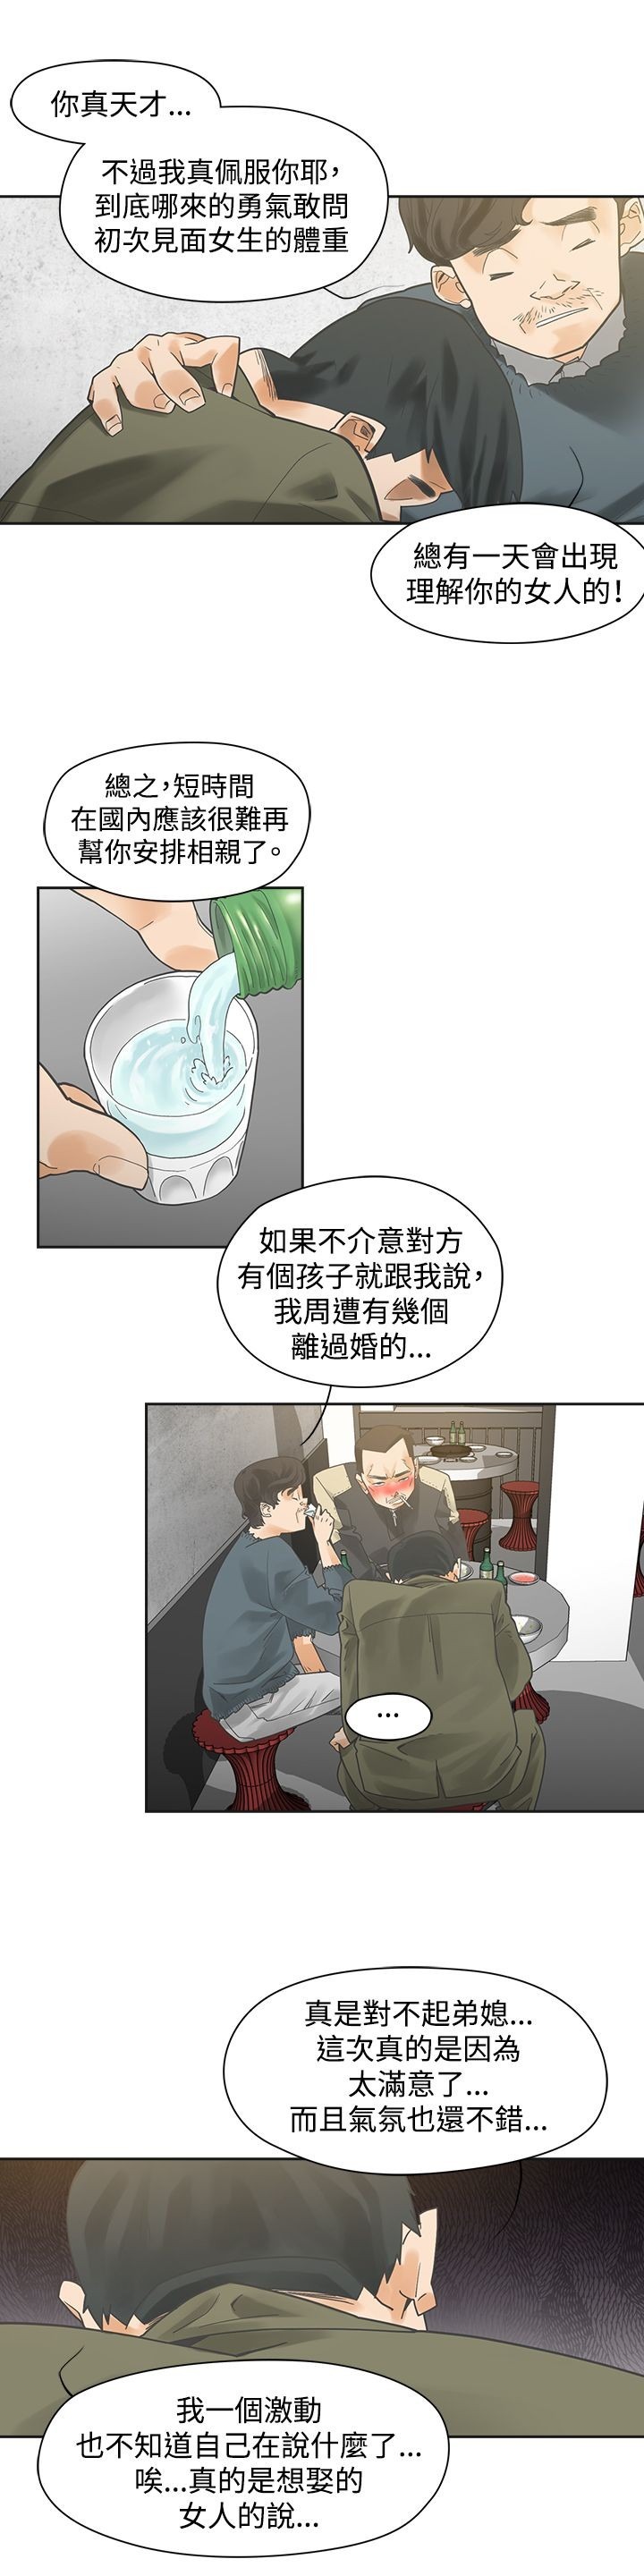 你真天才...
不過我真佩服你耶，
到底哪來的勇氣敢問
初次見面女生的體重
總有一天會出現
理解你的女人的！
總之，短時間
在國內應該很難再
幫你安排相親了。
如果不介意對方
有個孩子就跟我說，
我周遭有幾個
離過婚的...
...
真是對不起弟媳...
這次真的是因為
太滿意了...
而且氣氛也還不錯...
我一個激動
也不知道自己在說什麼了...
唉...真的是想娶的
女人的說...